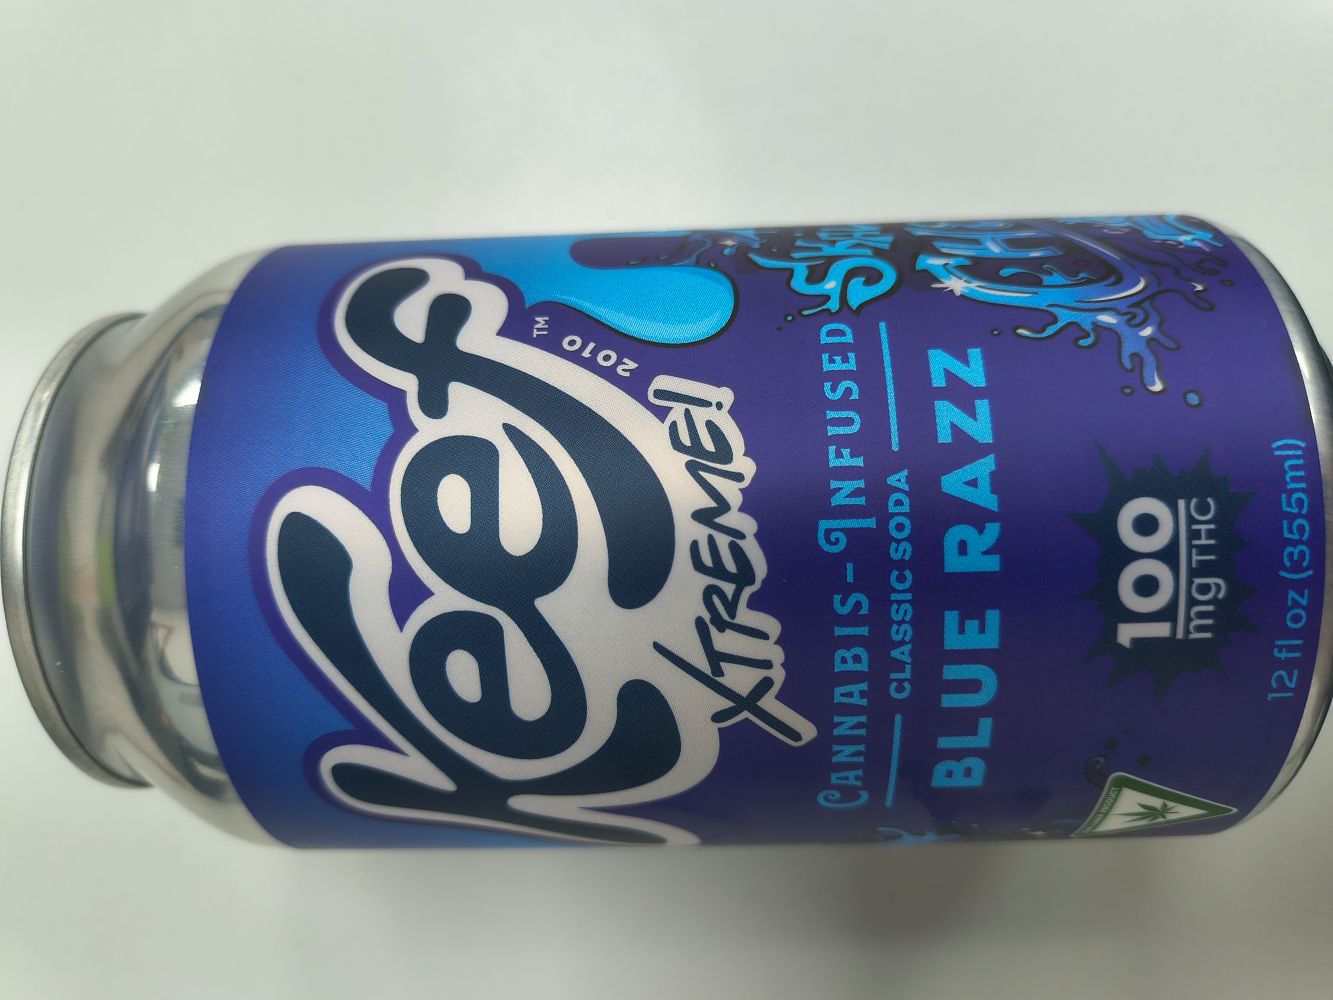 Keef
TM
2010
XTREME!
CANNABIS-INFUSED
CLASSIC SODA
BLUE RAZZ
100
mg THC
12 fl oz (355ml)